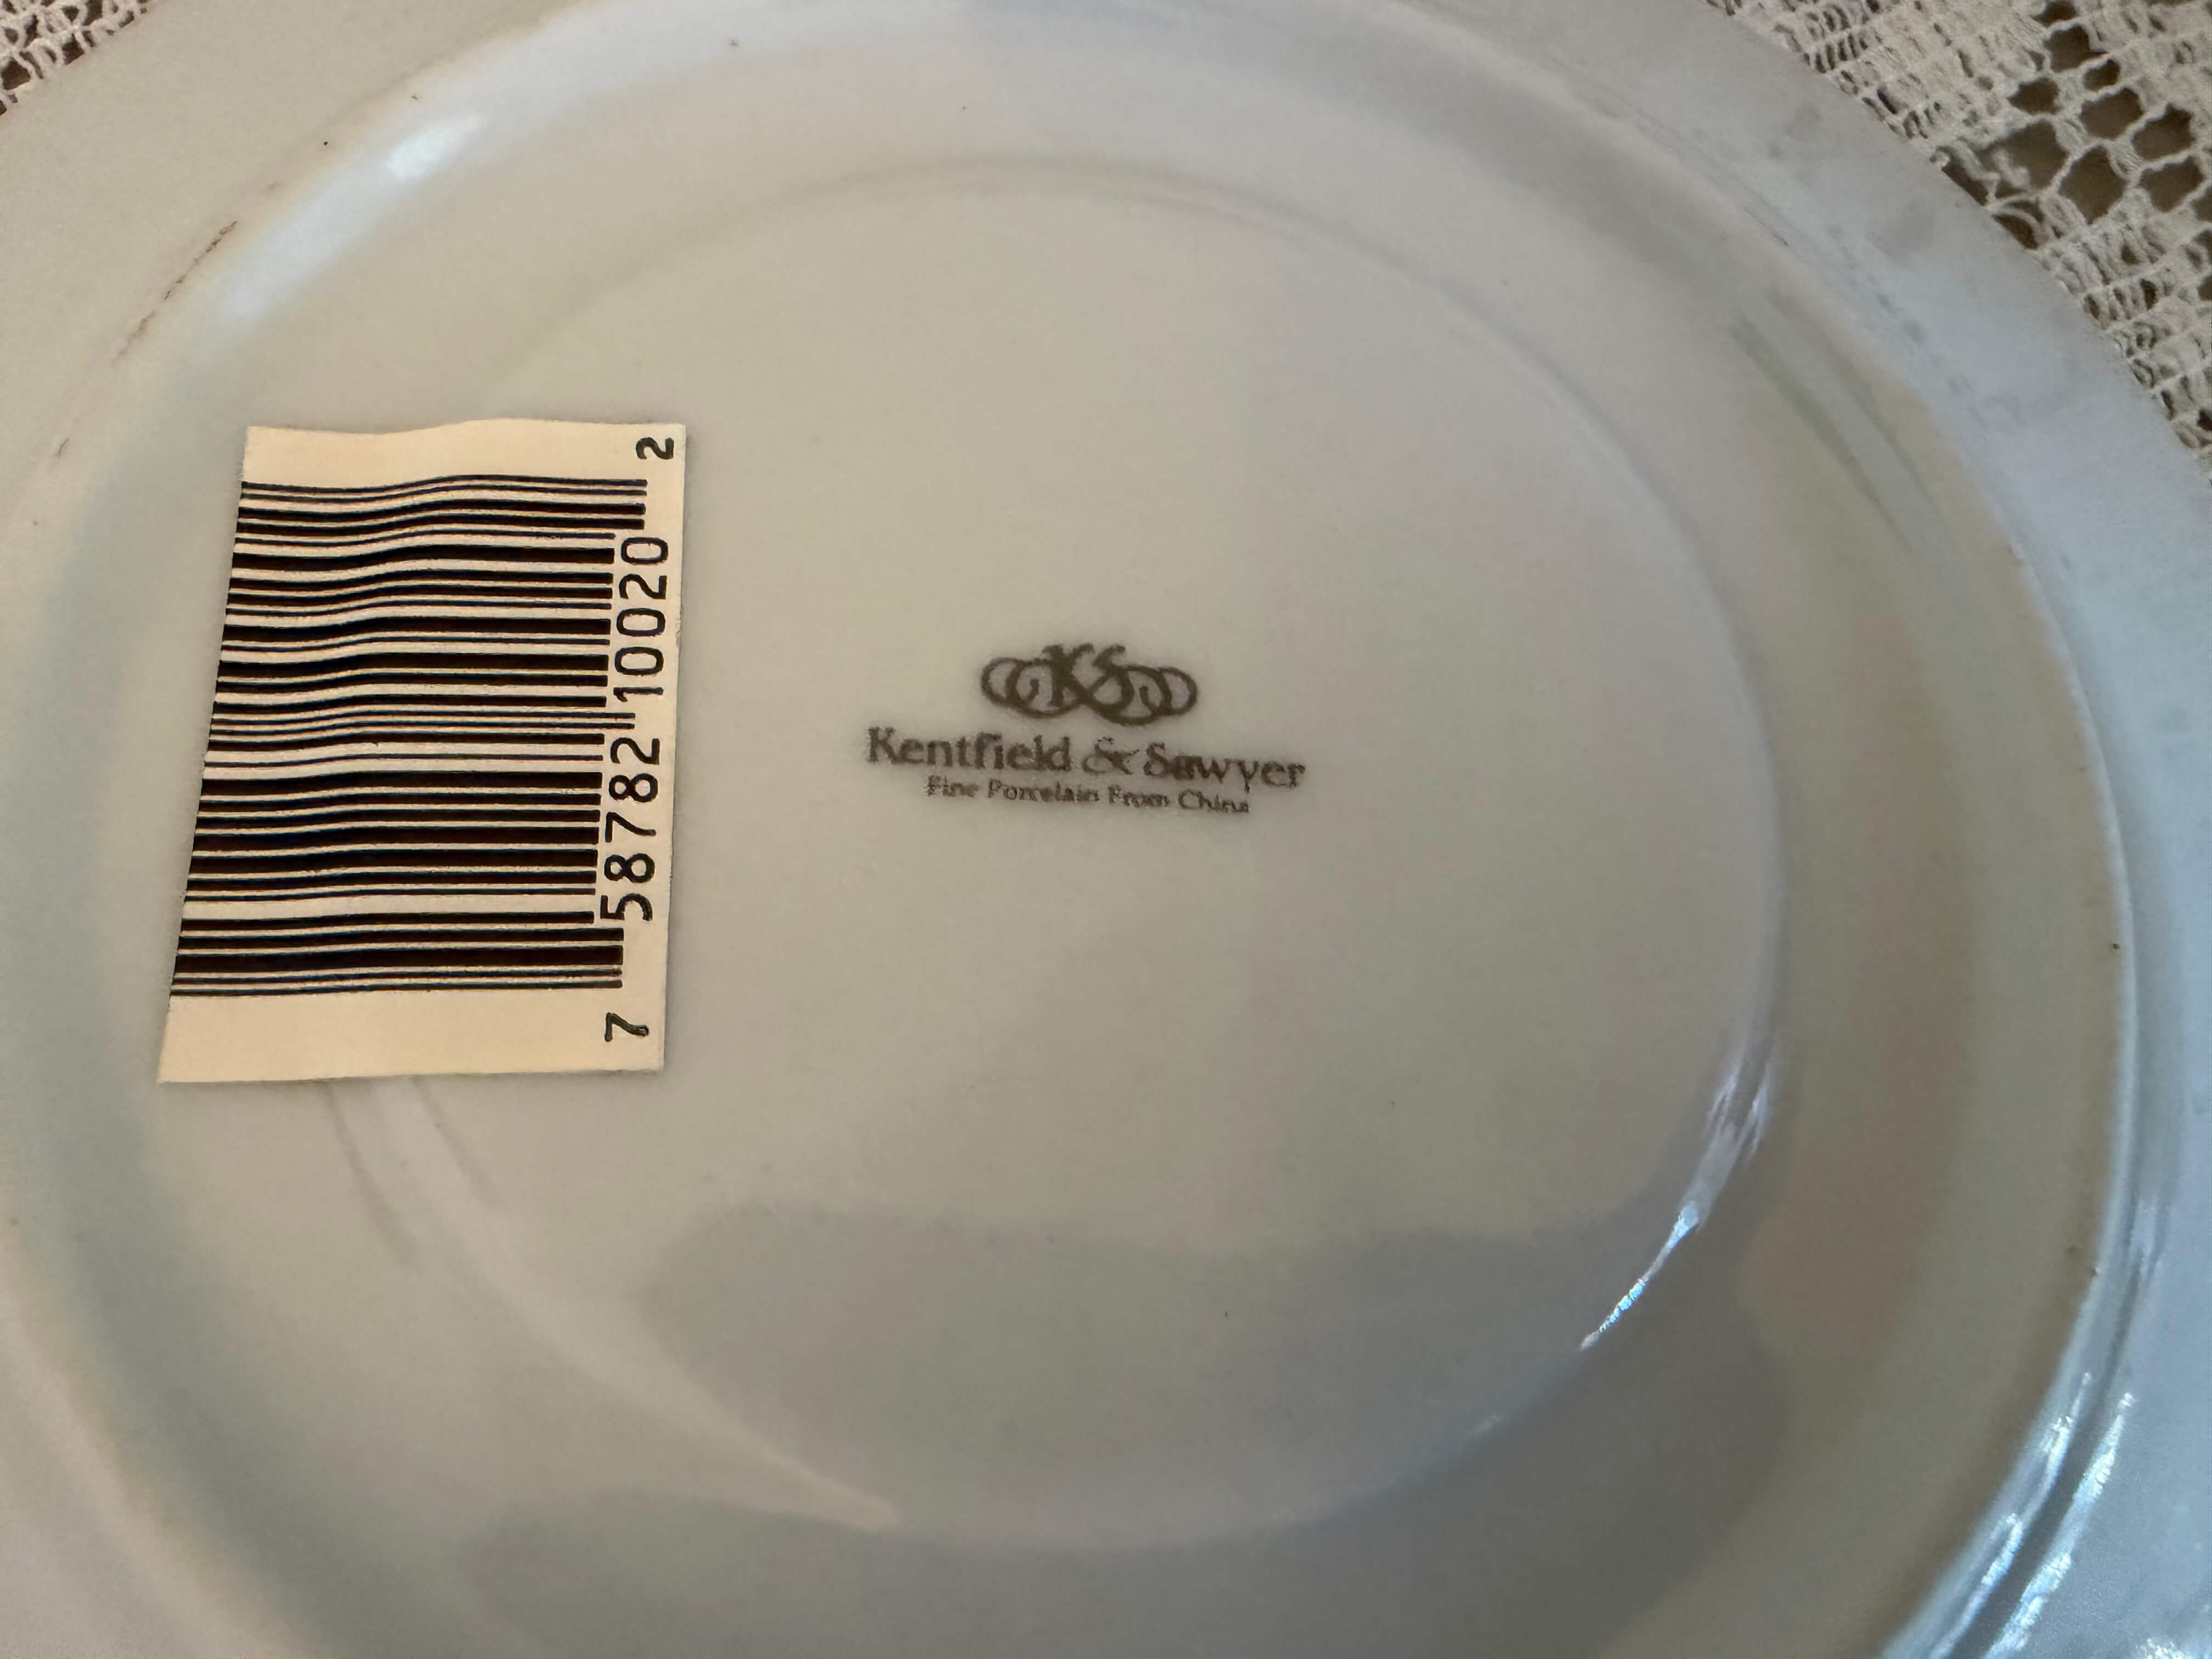 7 58782 10020 2
KS
Kentfield & Sawyer
Fine Porcelain From China